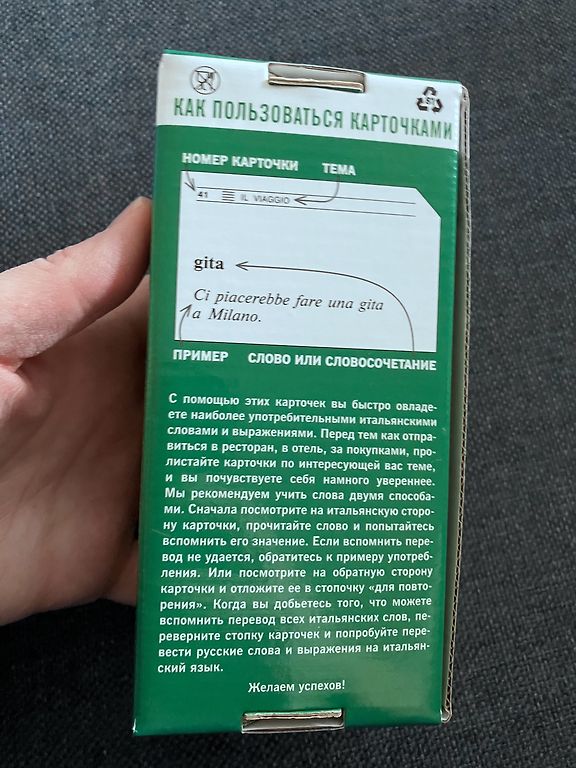 КАК ПОЛЬЗОВАТЬСЯ КАРТОЧКАМИ
НОМЕР КАРТОЧКИ ТЕМА
41 IL VIAGGIO
gita
Ci piacerebbe fare una gita
a Milano.
ПРИМЕР СЛОВО ИЛИ СЛОВОСОЧЕТАНИЕ
С помощью этих карточек вы быстро овладе-
ете наиболее употребительными итальянскими
словами и выражениями. Перед тем как отпра-
виться в ресторан, в отель, за покупками, про-
листайте карточки по интересующей вас теме,
и вы почувствуете себя намного увереннее.
Мы рекомендуем учить слова двумя способа-
ми. Сначала посмотрите на итальянскую сторо-
ну карточки, прочитайте слово и попытайтесь
вспомнить его значение. Если вспомнить пере-
вод не удается, обратитесь к примеру употреб-
ления. Или посмотрите на обратную сторону
карточки и отложите ее в стопочку «для повто-
рения». Когда вы добьетесь того, что можете
вспомнить перевод всех итальянских слов, пе-
реверните стопку карточек и попробуйте пере-
вести русские слова и выражения на итальян-
ский язык.
Желаем успехов!